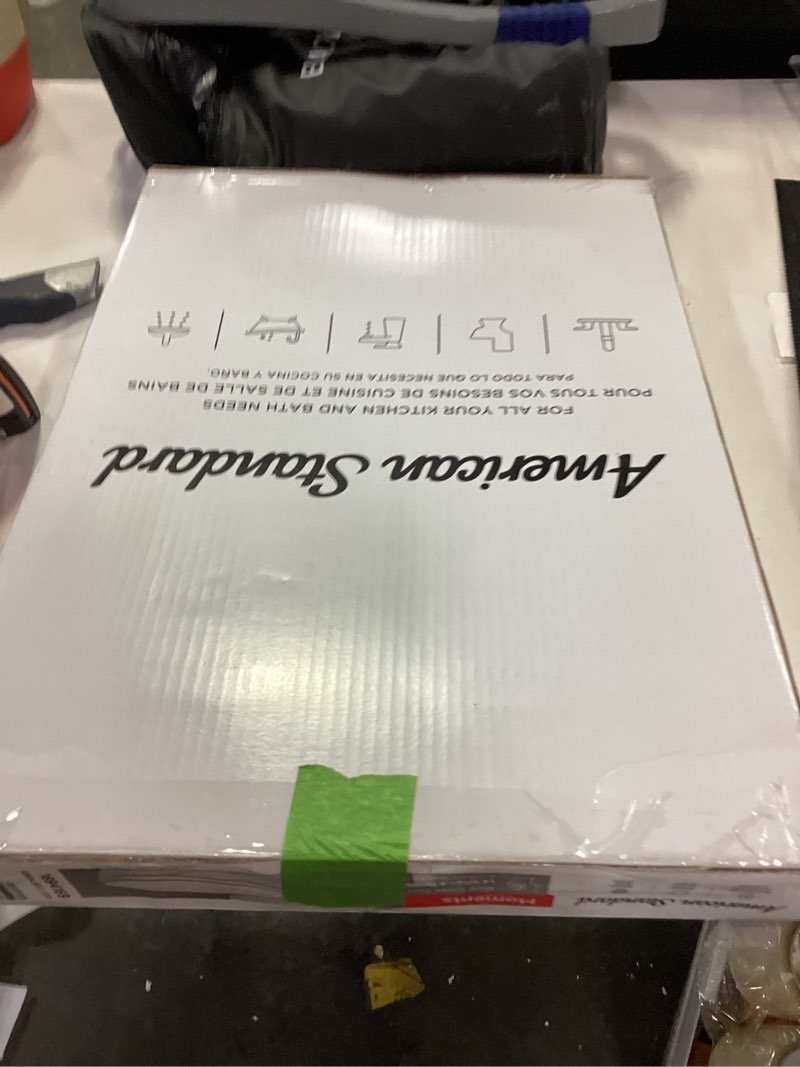 American Standard
FOR ALL YOUR KITCHEN AND BATH NEEDS
POUR TOUS VOS BESOINS DE CUISINE ET DE SALLE DE BAINS
PARA TODO LO QUE NECESITA EN SU COCINA Y BAÑO.
American Standard
Moments